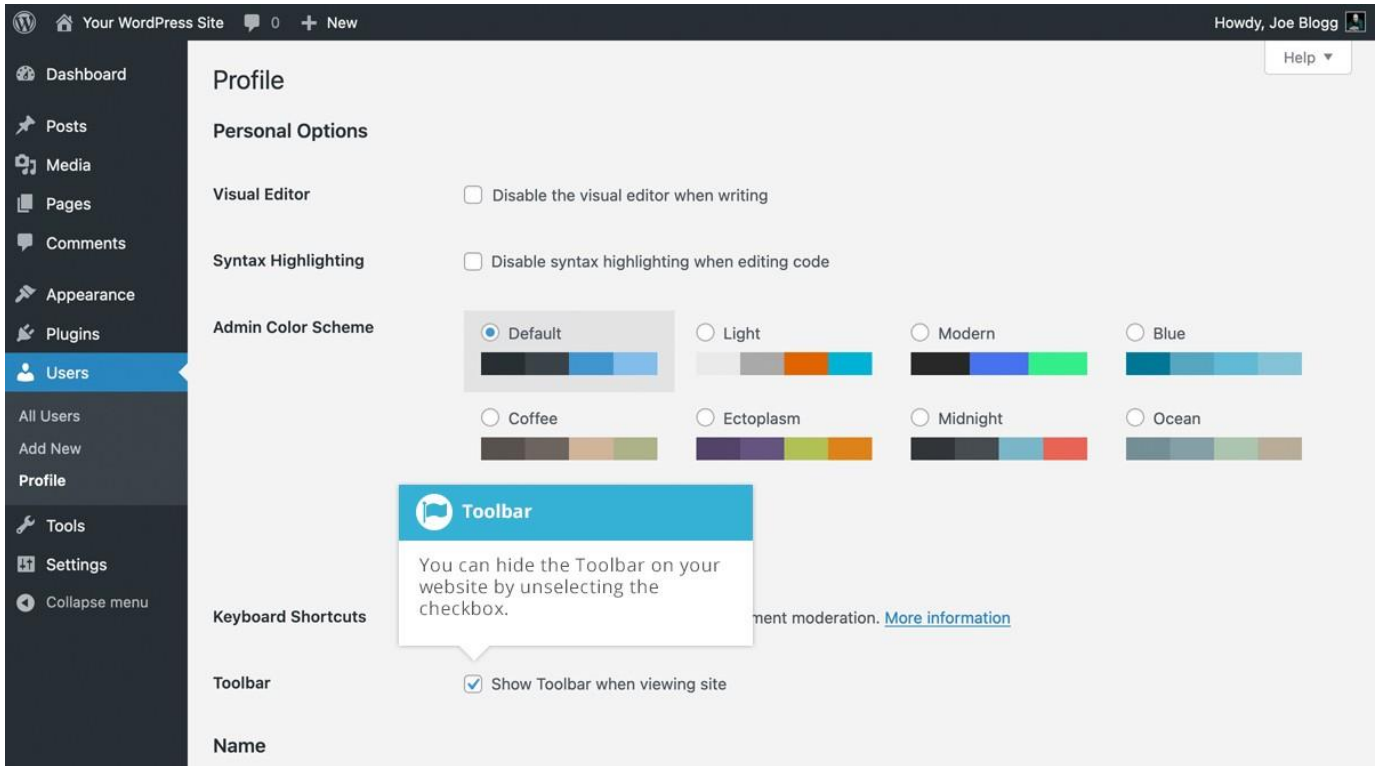 Your WordPress Site 0 + New Howdy, Joe Blogg
Help
Dashboard
Posts
Media
Pages
Comments
Appearance
Plugins
Users
All Users
Add New
Profile
Tools
Settings
Collapse menu
Profile
Personal Options
Visual Editor Disable the visual editor when writing
Syntax Highlighting Disable syntax highlighting when editing code
Admin Color Scheme
Default Light Modern Blue
Coffee Ectoplasm Midnight Ocean
Toolbar
You can hide the Toolbar on your
website by unselecting the
checkbox.
Keyboard Shortcuts moderation. More information
Toolbar Show Toolbar when viewing site
Name